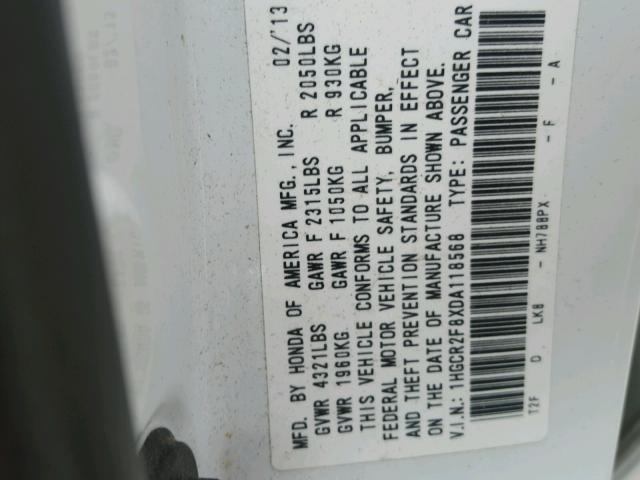 MFD. BY HONDA OF AMERICA MFG., INC. 02/'13
GVWR 4321LBS GAWR F 2315LBS R 2050LBS
GVWR 1960KG GAWR F 1050KG R 930KG
THIS VEHICLE CONFORMS TO ALL APPLICABLE
FEDERAL MOTOR VEHICLE SAFETY, BUMPER,
AND THEFT PREVENTION STANDARDS IN EFFECT
ON THE DATE OF MANUFACTURE SHOWN ABOVE.
V.I.N.: 1HGCR2F8XDA118568 TYPE: PASSENGER CAR
T2F D LKB - NH788PX - F - A